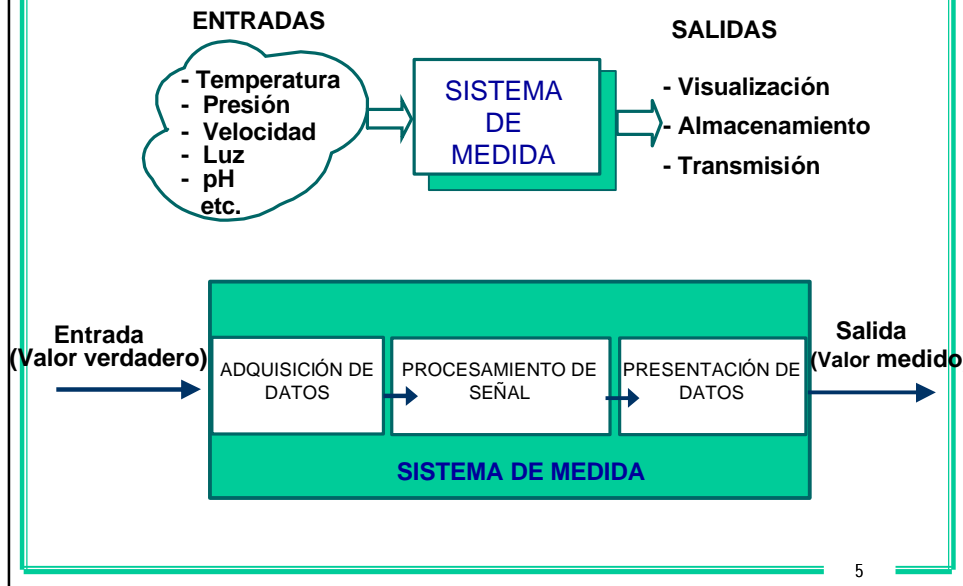 ENTRADAS
- Temperatura
- Presión
- Velocidad
- Luz
- pH
etc.
SISTEMA
DE
MEDIDA
SALIDAS
- Visualización
- Almacenamiento
- Transmisión
Entrada
(Valor verdadero)
ADQUISICIÓN DE
DATOS
PROCESAMIENTO DE
SEÑAL
PRESENTACIÓN DE
DATOS
Salida
(Valor medido
SISTEMA DE MEDIDA
5